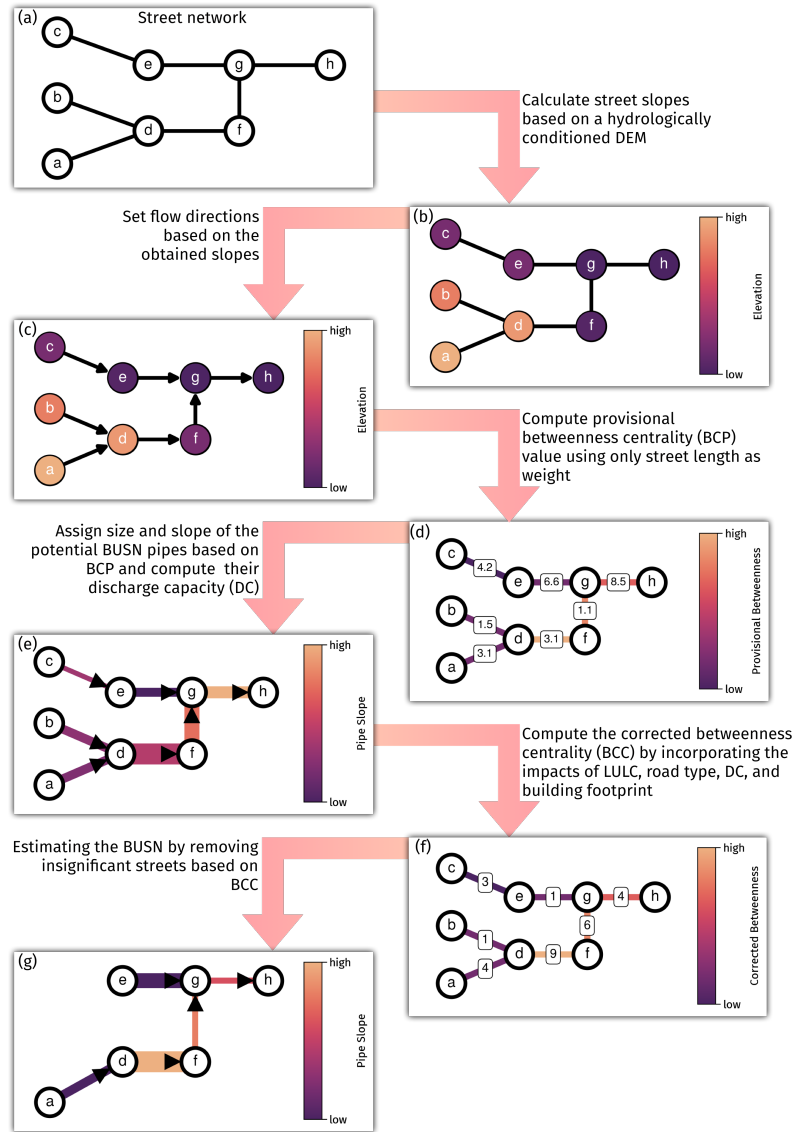 (a)
Street network
c
e
g
h
b
d
f
a
Calculate street slopes
based on a hydrologically
conditioned DEM
(b)
c
e
g
h
b
d
f
a
high
Elevation
low
Set flow directions
based on the
obtained slopes
(c)
c
e
g
h
b
d
f
a
high
Elevation
low
Compute provisional
betweenness centrality (BCP)
value using only street length as
weight
(d)
c
4.2
e
6.6
g
8.5
h
1.1
b
1.5
d
3.1
f
3.1
a
high
Provisional Betweenness
low
Assign size and slope of the
potential BUSN pipes based on
BCP and compute their
discharge capacity (DC)
(e)
c
e
g
h
b
d
f
a
high
Pipe Slope
low
Compute the corrected betweenness
centrality (BCC) by incorporating the
impacts of LULC, road type, DC, and
building footprint
(f)
c
3
e
1
g
4
h
6
b
1
d
9
f
4
a
high
Corrected Betweenness
low
Estimating the BUSN by removing
insignificant streets based on
BCC
(g)
e
g
h
d
f
a
high
Pipe Slope
low